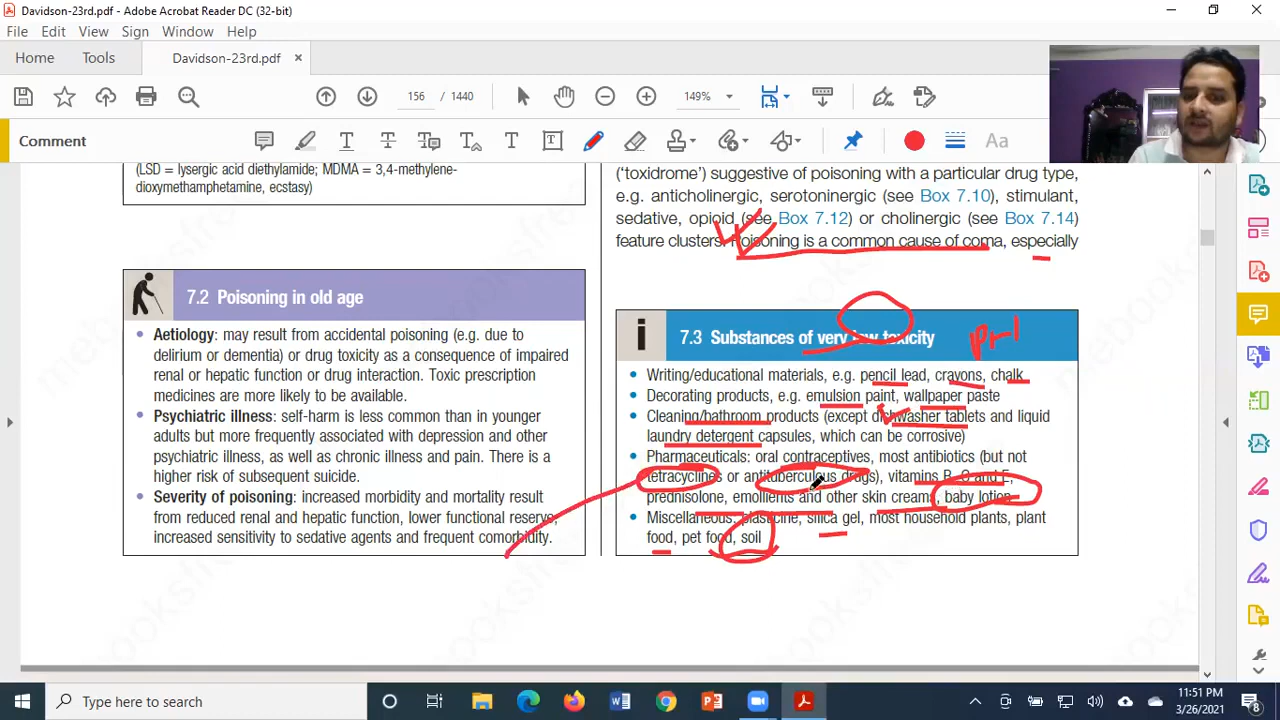 Davidson-23rd.pdf - Adobe Acrobat Reader DC (32-bit)
File Edit View Sign Window Help
Home Tools Davidson-23rd.pdf ×
156 / 1440 149%
Comment
(LSD = lysergic acid diethylamide; MDMA = 3,4-methylene-
dioxymethamphetamine, ecstasy)
7.2 Poisoning in old age
• Aetiology: may result from accidental poisoning (e.g. due to
delirium or dementia) or drug toxicity as a consequence of impaired
renal or hepatic function or drug interaction. Toxic prescription
medicines are more likely to be available.
• Psychiatric illness: self-harm is less common than in younger
adults but more frequently associated with depression and other
psychiatric illness, as well as chronic illness and pain. There is a
higher risk of subsequent suicide.
• Severity of poisoning: increased morbidity and mortality result
from reduced renal and hepatic function, lower functional reserve,
increased sensitivity to sedative agents and frequent comorbidity.
('toxidrome') suggestive of poisoning with a particular drug type,
e.g. anticholinergic, serotoninergic (see Box 7.10), stimulant,
sedative, opioid (see Box 7.12) or cholinergic (see Box 7.14)
feature clusters. Poisoning is a common cause of coma, especially
i 7.3 Substances of very low toxicity
• Writing/educational materials, e.g. pencil lead, crayons, chalk
• Decorating products, e.g. emulsion paint, wallpaper paste
• Cleaning/bathroom products (except dishwasher tablets and liquid
laundry detergent capsules, which can be corrosive)
• Pharmaceuticals: oral contraceptives, most antibiotics (but not
tetracyclines or antituberculous drugs), vitamins B, C and E,
prednisolone, emollients and other skin creams, baby lotion
• Miscellaneous: plasticine, silica gel, most household plants, plant
food, pet food, soil
Type here to search
11:51 PM
3/26/2021
8